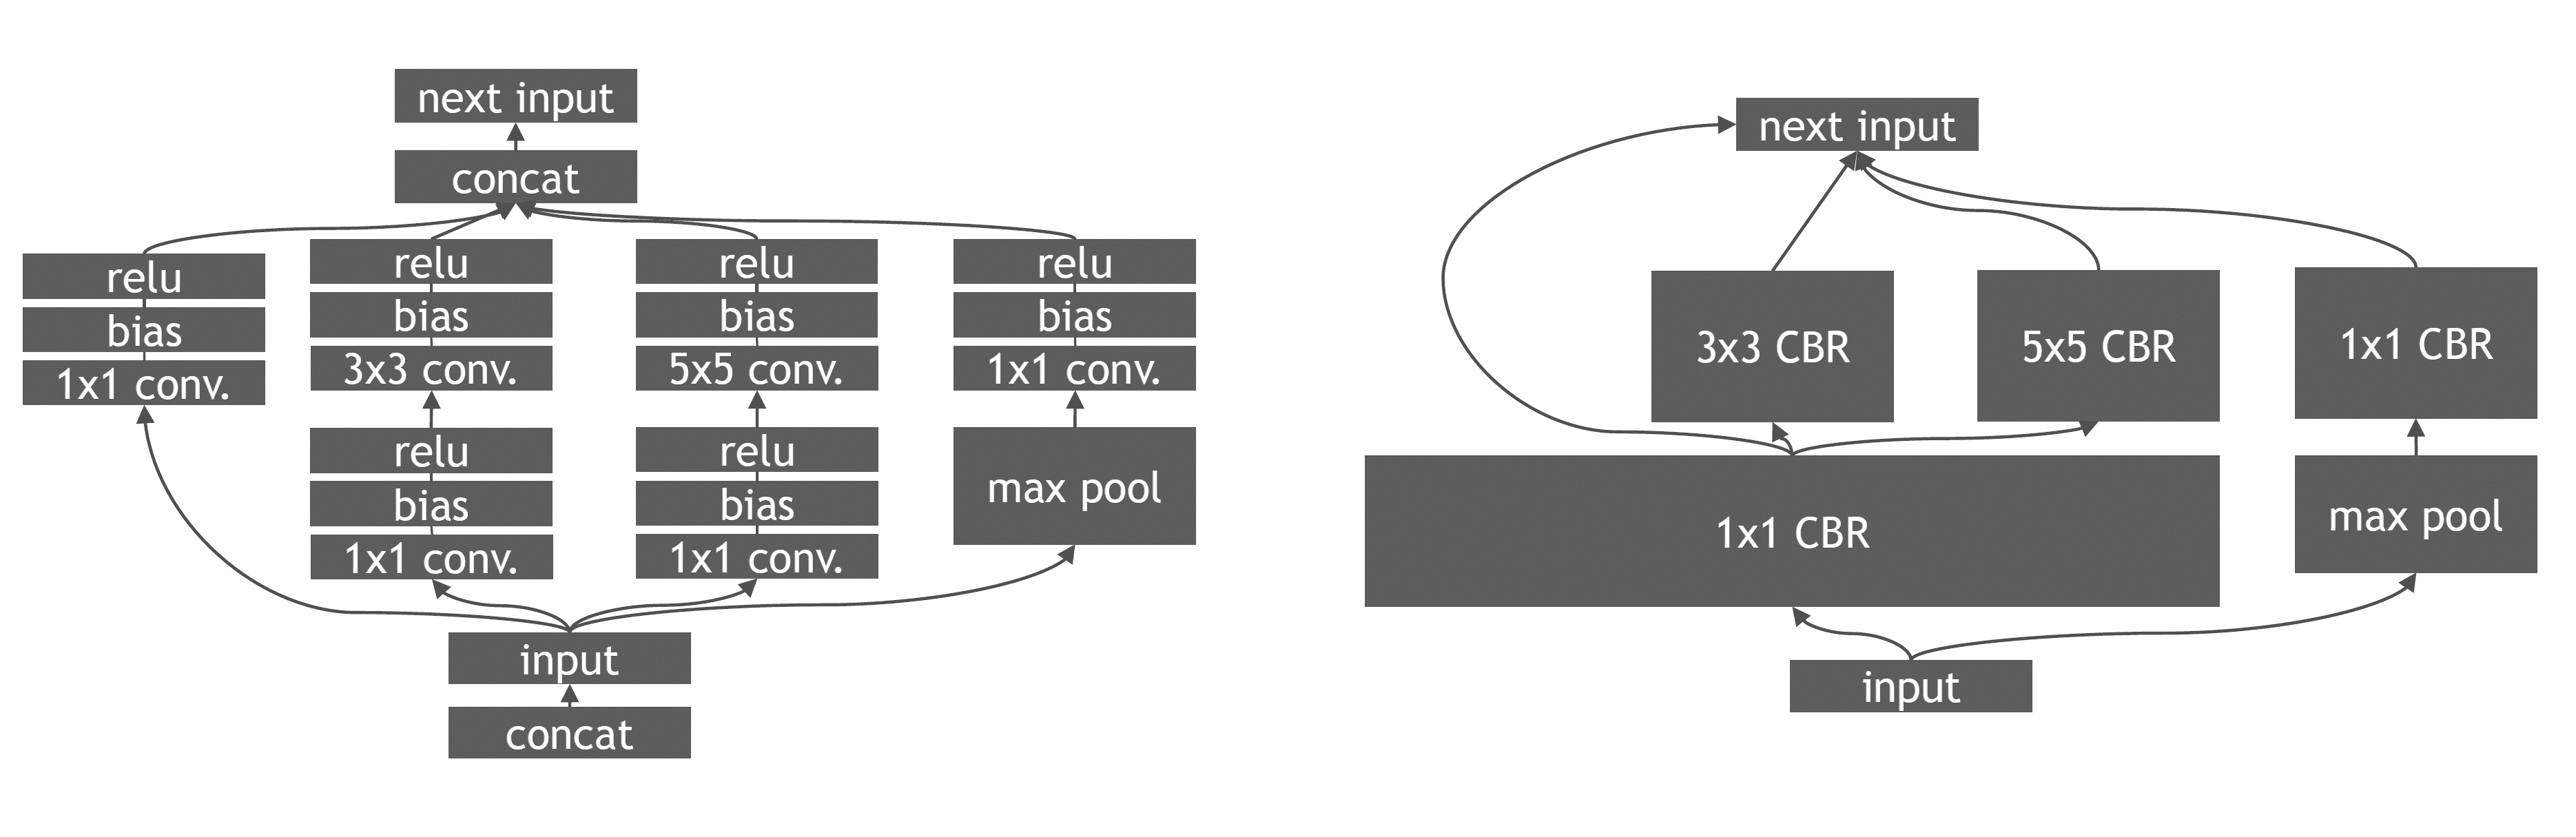 next input
concat
relu
bias
1x1 conv.
relu
bias
3x3 conv.
relu
bias
1x1 conv.
relu
bias
5x5 conv.
relu
bias
1x1 conv.
relu
bias
1x1 conv.
max pool
input
concat
next input
3x3 CBR
5x5 CBR
1x1 CBR
1x1 CBR
max pool
input